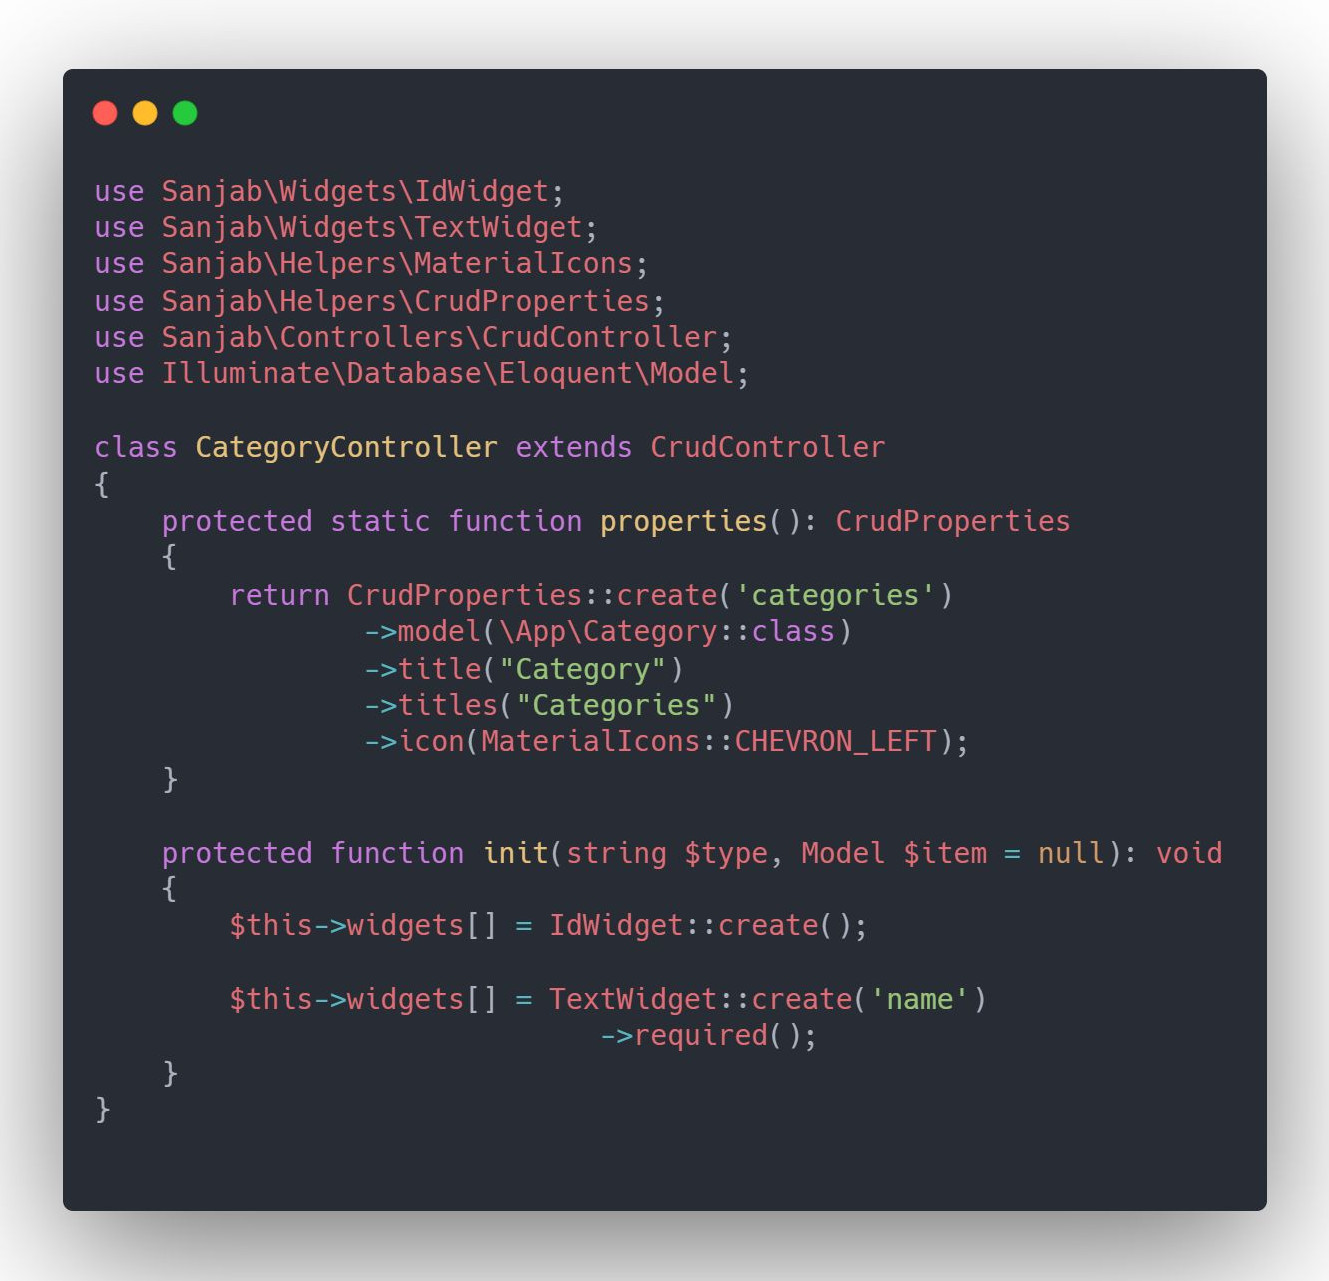 use Sanjab\Widgets\IdWidget;
use Sanjab\Widgets\TextWidget;
use Sanjab\Helpers\MaterialIcons;
use Sanjab\Helpers\CrudProperties;
use Sanjab\Controllers\CrudController;
use Illuminate\Database\Eloquent\Model;

class CategoryController extends CrudController
{
    protected static function properties(): CrudProperties
    {
        return CrudProperties::create('categories')
                ->model(\App\Category::class)
                ->title("Category")
                ->titles("Categories")
                ->icon(MaterialIcons::CHEVRON_LEFT);
    }

    protected function init(string $type, Model $item = null): void
    {
        $this->widgets[] = IdWidget::create();

        $this->widgets[] = TextWidget::create('name')
                              ->required();
    }
}